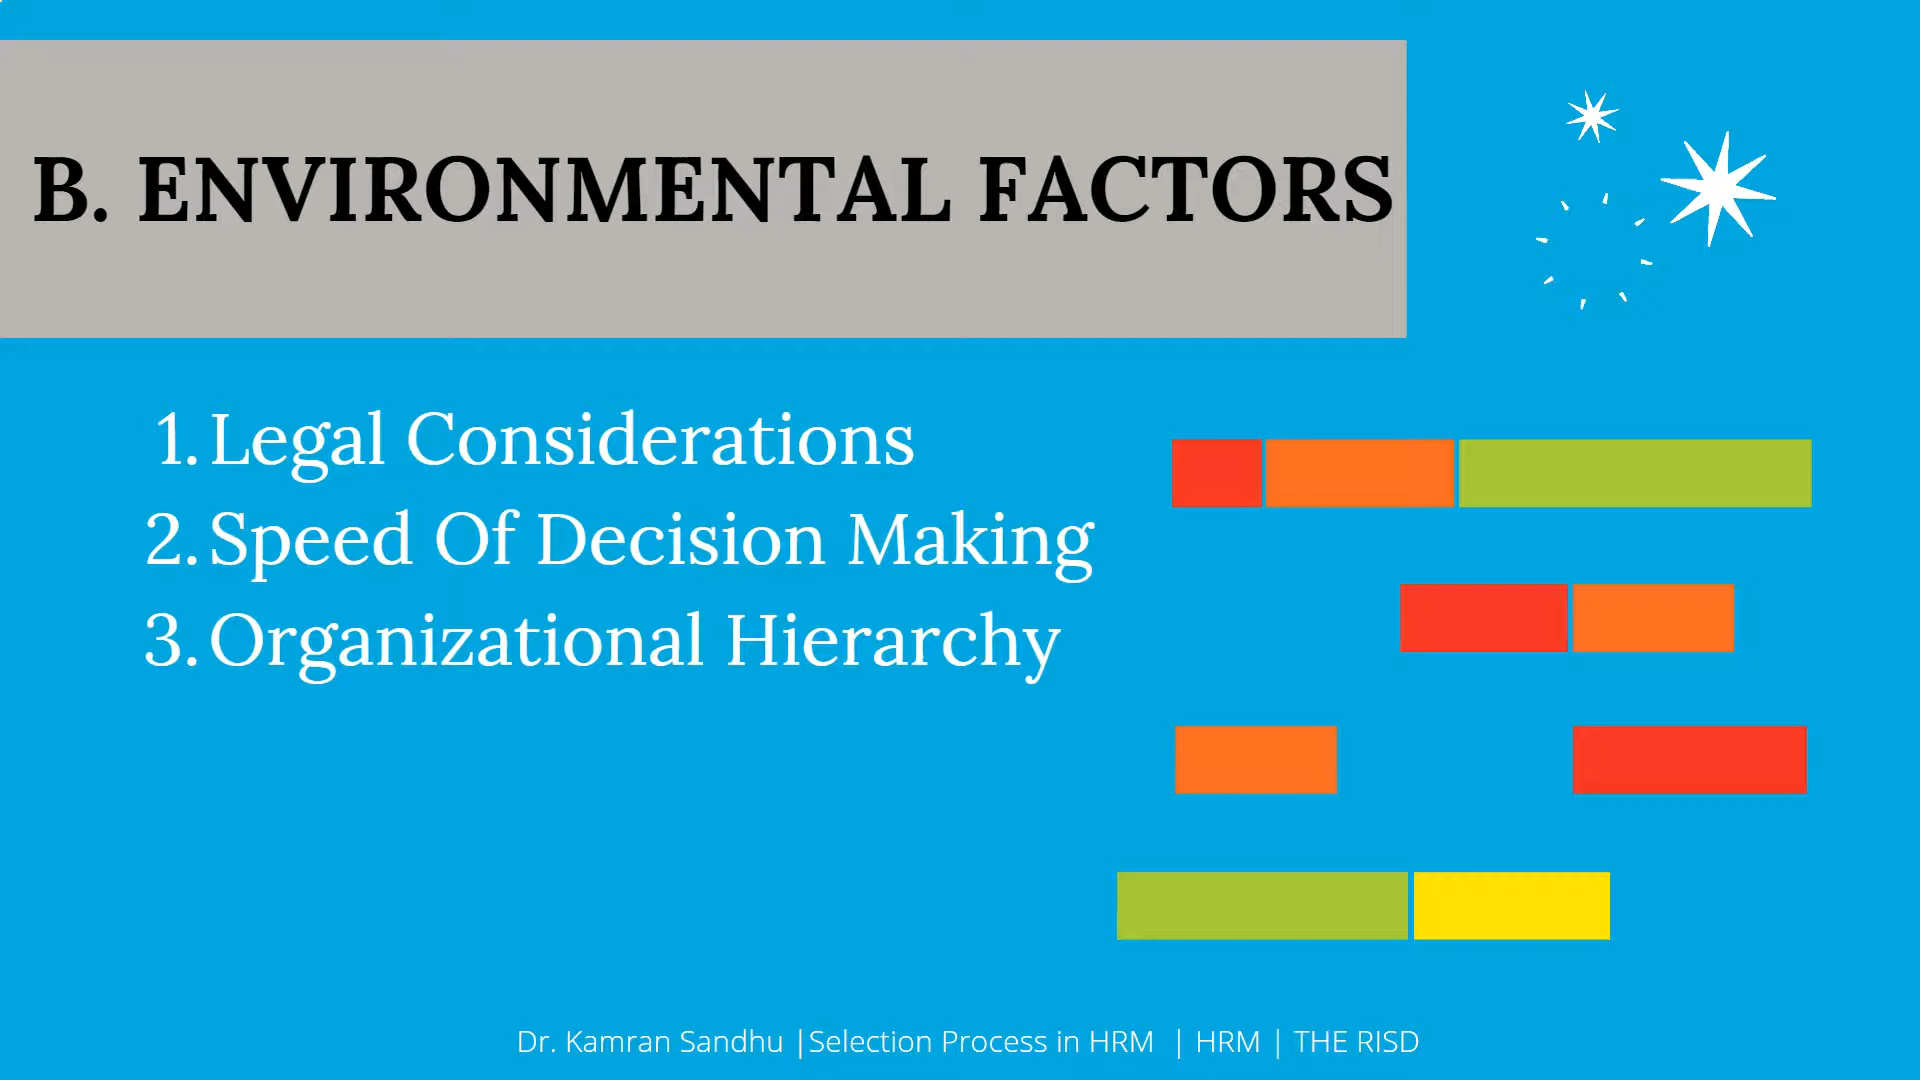 B. ENVIRONMENTAL FACTORS
1. Legal Considerations
2. Speed Of Decision Making
3. Organizational Hierarchy
Dr. Kamran Sandhu |Selection Process in HRM | HRM | THE RISD